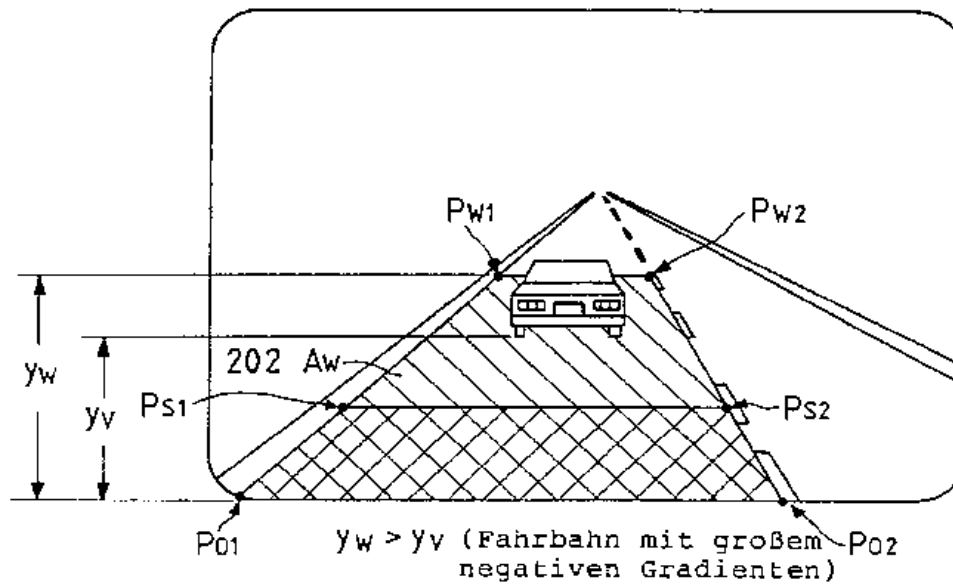 PW1
PW2
yW
202 AW
yV
PS1
PS2
P01
P02
yW > yV (Fahrbahn mit großem
negativen Gradienten)